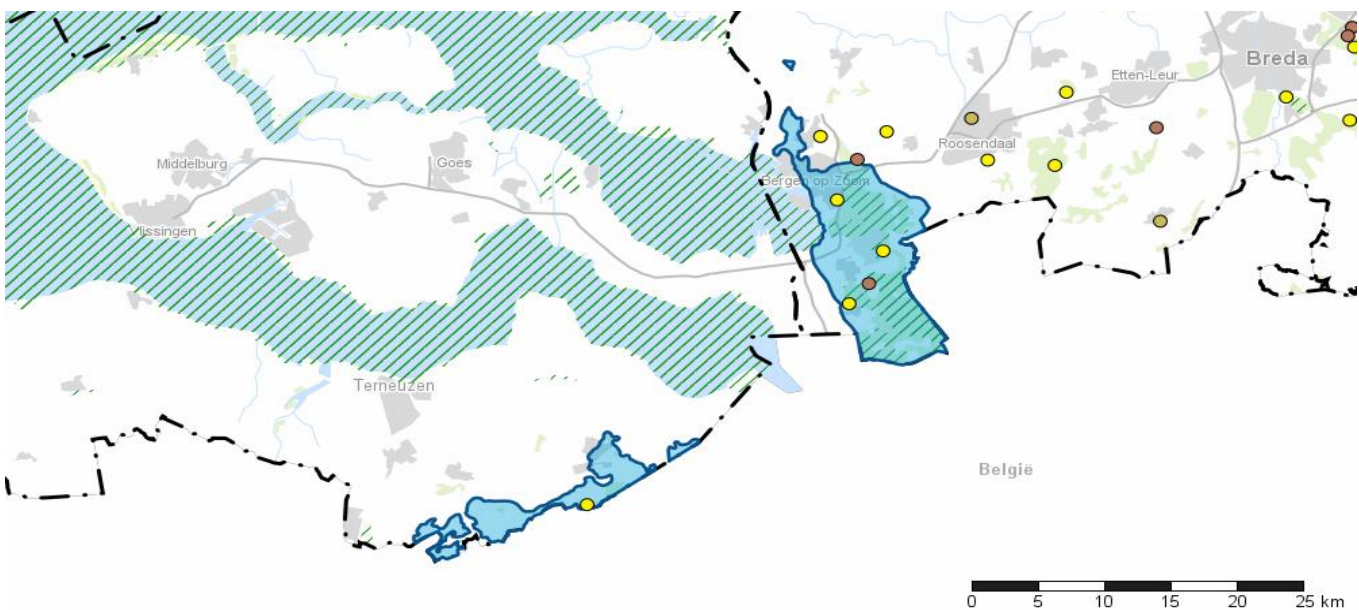 Breda
Etten-Leur
Roosendaal
Middelburg
Goes
Bergen op Zoom
Vlissingen
Terneuzen
België
0 5 10 15 20 25 km